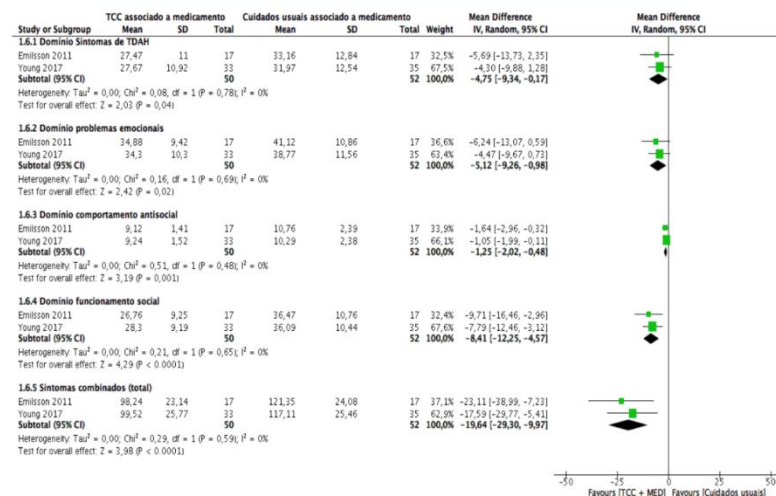 TCC associado a medicamento Cuidados usuais associado a medicamento Mean Difference Mean Difference
Study or Subgroup Mean SD Total Mean SD Total Weight IV, Random, 95% CI IV, Random, 95% CI
1.6.1 Domínio Sintomas de TDAH
Emilsson 2011 27,47 11 17 33,16 12,84 17 32,5% -5,69 [-13,73, 2,35]
Young 2017 27,67 10,92 33 31,97 12,54 35 67,5% -4,30 [-9,88, 1,28]
Subtotal (95% CI) 50 52 100,0% -4,75 [-9,34, -0,17]
Heterogeneity: Tau² = 0,00; Chi² = 0,08, df = 1 (P = 0,78); I² = 0%
Test for overall effect: Z = 2,03 (P = 0,04)
1.6.2 Domínio problemas emocionais
Emilsson 2011 34,88 9,42 17 41,12 10,86 17 36,6% -6,24 [-13,07, 0,59]
Young 2017 34,3 10,3 33 38,77 11,56 35 63,4% -4,47 [-9,67, 0,73]
Subtotal (95% CI) 50 52 100,0% -5,12 [-9,26, -0,98]
Heterogeneity: Tau² = 0,00; Chi² = 0,16, df = 1 (P = 0,69); I² = 0%
Test for overall effect: Z = 2,42 (P = 0,02)
1.6.3 Domínio comportamento antisocial
Emilsson 2011 9,12 1,41 17 10,76 2,39 17 33,9% -1,64 [-2,96, -0,32]
Young 2017 9,24 1,52 33 10,29 2,38 35 66,1% -1,05 [-1,99, -0,11]
Subtotal (95% CI) 50 52 100,0% -1,25 [-2,02, -0,48]
Heterogeneity: Tau² = 0,00; Chi² = 0,51, df = 1 (P = 0,48); I² = 0%
Test for overall effect: Z = 3,19 (P = 0,001)
1.6.4 Domínio funcionamento social
Emilsson 2011 26,76 9,25 17 36,47 10,76 17 32,4% -9,71 [-16,46, -2,96]
Young 2017 28,3 9,19 33 36,09 10,44 35 67,6% -7,79 [-12,46, -3,12]
Subtotal (95% CI) 50 52 100,0% -8,41 [-12,25, -4,57]
Heterogeneity: Tau² = 0,00; Chi² = 0,21, df = 1 (P = 0,65); I² = 0%
Test for overall effect: Z = 4,29 (P < 0.0001)
1.6.5 Sintomas combinados (total)
Emilsson 2011 98,24 23,14 17 121,35 24,08 17 37,1% -23,11 [-38,99, -7,23]
Young 2017 99,52 25,77 33 117,11 25,46 35 62,9% -17,59 [-29,77, -5,41]
Subtotal (95% CI) 50 52 100,0% -19,64 [-29,30, -9,97]
Heterogeneity: Tau² = 0,00; Chi² = 0,29, df = 1 (P = 0,59); I² = 0%
Test for overall effect: Z = 3,98 (P < 0.0001)
-50 -25 0 25 50
Favours [TCC + MED] Favours [Cuidados usuais]